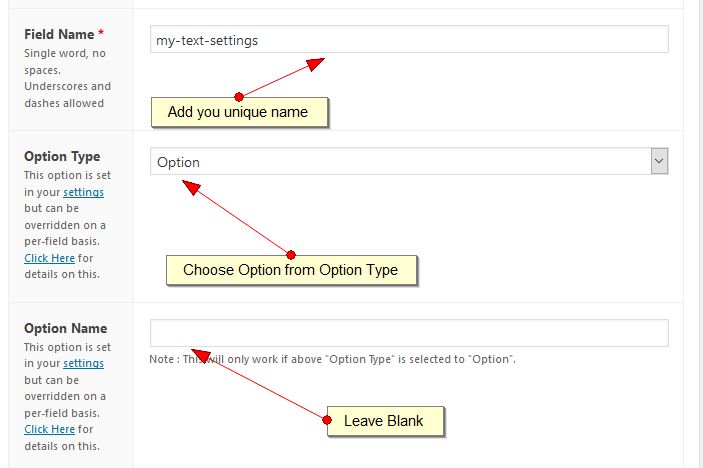 Field Name *
Single word, no
spaces.
Underscores and
dashes allowed
my-text-settings
Add you unique name
Option Type
This option is set
in your settings
but can be
overridden on a
per-field basis.
Click Here for
details on this.
Option
Choose Option from Option Type
Option Name
This option is set
in your settings
but can be
overridden on a
per-field basis.
Click Here for
details on this.
Note : This will only work if above "Option Type" is selected to "Option".
Leave Blank